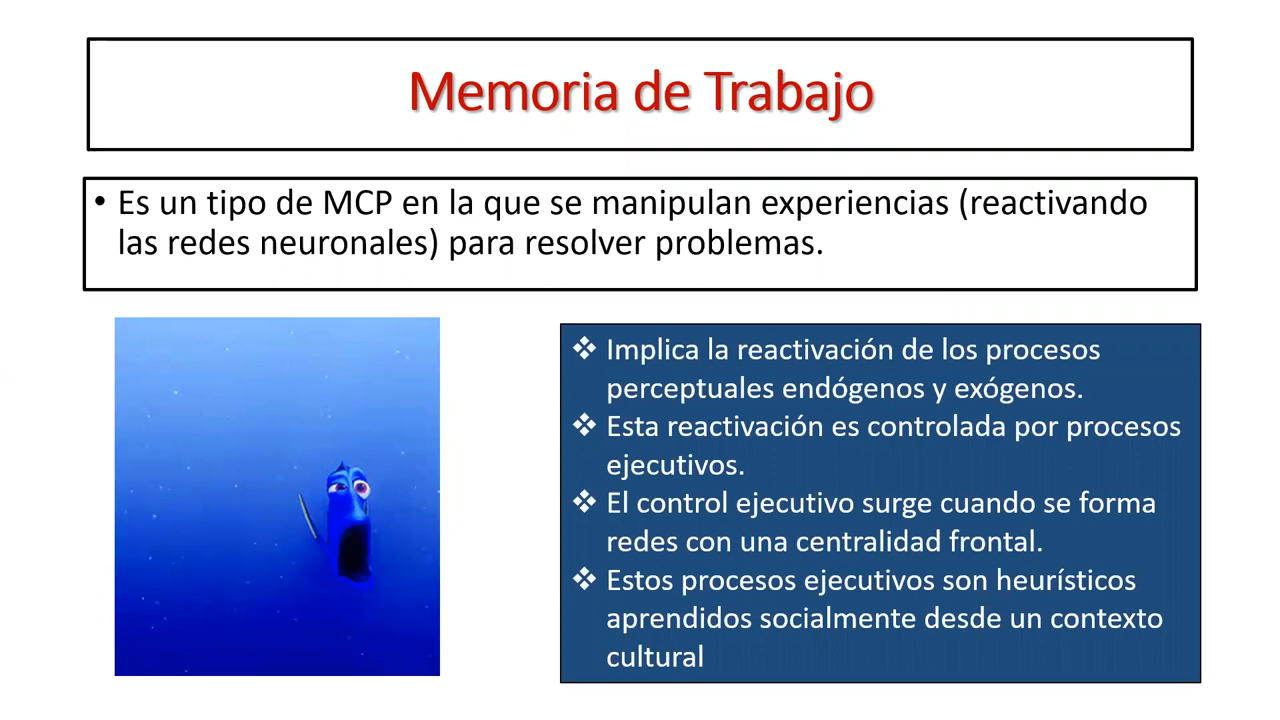 Memoria de Trabajo
• Es un tipo de MCP en la que se manipulan experiencias (reactivando
las redes neuronales) para resolver problemas.
❖ Implica la reactivación de los procesos
perceptuales endógenos y exógenos.
❖ Esta reactivación es controlada por procesos
ejecutivos.
❖ El control ejecutivo surge cuando se forma
redes con una centralidad frontal.
❖ Estos procesos ejecutivos son heurísticos
aprendidos socialmente desde un contexto
cultural